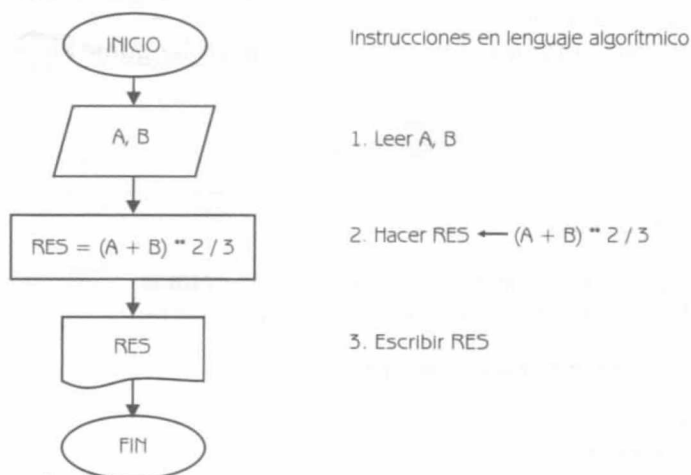 INICIO
Instrucciones en lenguaje algorítmico
A, B
1. Leer A, B
RES = (A + B) ** 2 / 3
2. Hacer RES ← (A + B) ** 2 / 3
RES
3. Escribir RES
FIN